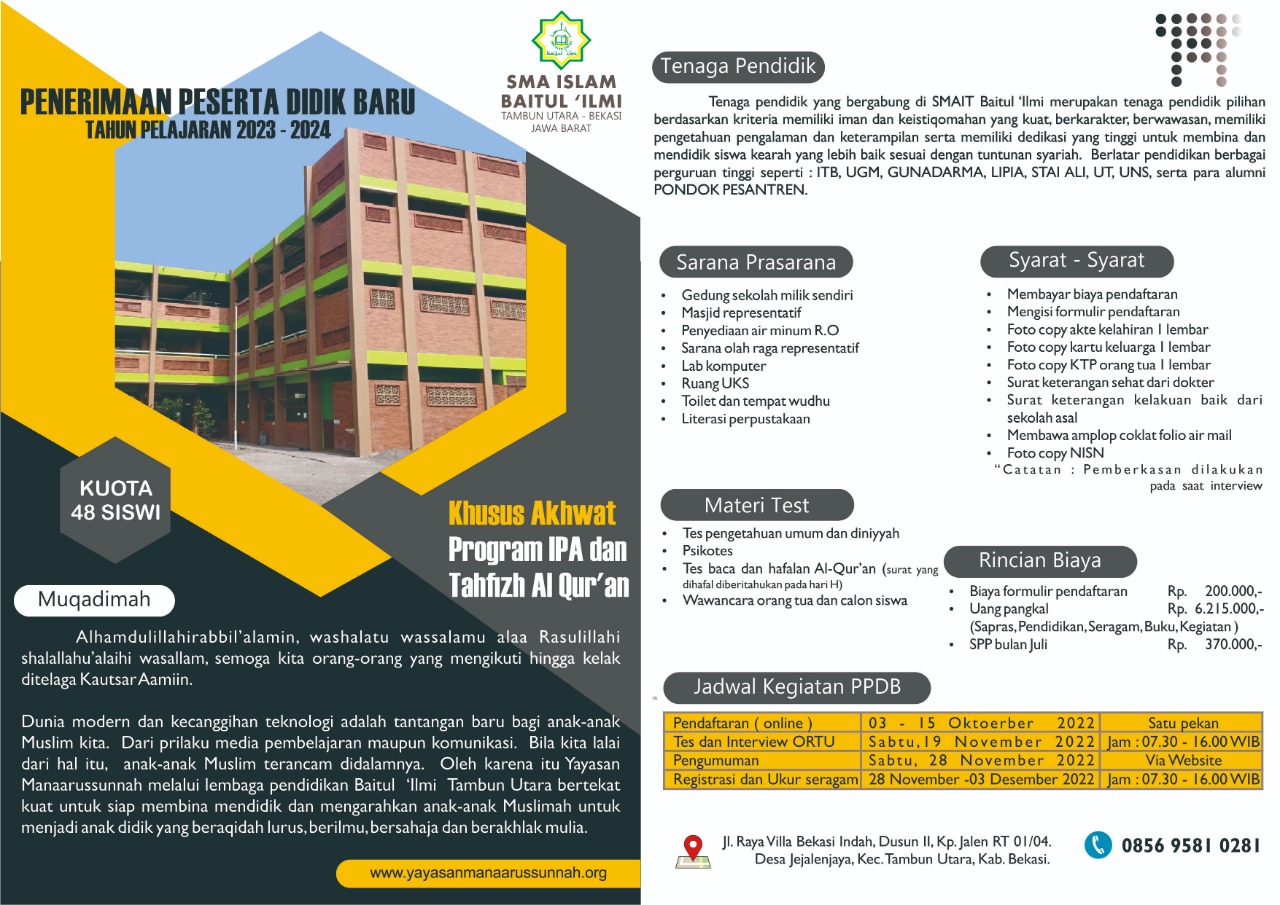 PENERIMAAN PESERTA DIDIK BARU
TAHUN PELAJARAN 2023 - 2024
Baitul 'Ilmi
SMA ISLAM
BAITUL 'ILMI
TAMBUN UTARA - BEKASI
JAWA BARAT
KUOTA
48 SISWI
Khusus Akhwat
Program IPA dan
Tahfizh Al Qur'an
Muqadimah
Alhamdulillahirabbil'alamin, washalatu wassalamu alaa Rasulillahi
shalallahu'alaihi wasallam, semoga kita orang-orang yang mengikuti hingga kelak
ditelaga Kautsar Aamiin.
Dunia modern dan kecanggihan teknologi adalah tantangan baru bagi anak-anak
Muslim kita. Dari prilaku media pembelajaran maupun komunikasi. Bila kita lalai
dari hal itu, anak-anak Muslim terancam didalamnya. Oleh karena itu Yayasan
Manaarussunnah melalui lembaga pendidikan Baitul 'Ilmi Tambun Utara bertekat
kuat untuk siap membina mendidik dan mengarahkan anak-anak Muslimah untuk
menjadi anak didik yang beraqidah lurus, berilmu, bersahaja dan berakhlak mulia.
www.yayasanmanaarussunnah.org
Tenaga Pendidik
Tenaga pendidik yang bergabung di SMAIT Baitul 'Ilmi merupakan tenaga pendidik pilihan
berdasarkan kriteria memiliki iman dan keistiqomahan yang kuat, berkarakter, berwawasan, memiliki
pengetahuan pengalaman dan keterampilan serta memiliki dedikasi yang tinggi untuk membina dan
mendidik siswa kearah yang lebih baik sesuai dengan tuntunan syariah. Berlatar pendidikan berbagai
perguruan tinggi seperti : ITB, UGM, GUNADARMA, LIPIA, STAI ALI, UT, UNS, serta para alumni
PONDOK PESANTREN.
Sarana Prasarana
• Gedung sekolah milik sendiri
• Masjid representatif
• Penyediaan air minum R.O
• Sarana olah raga representatif
• Lab komputer
• Ruang UKS
• Toilet dan tempat wudhu
• Literasi perpustakaan
Syarat - Syarat
• Membayar biaya pendaftaran
• Mengisi formulir pendaftaran
• Foto copy akte kelahiran 1 lembar
• Foto copy kartu keluarga 1 lembar
• Foto copy KTP orang tua 1 lembar
• Surat keterangan sehat dari dokter
• Surat keterangan kelakuan baik dari
sekolah asal
• Membawa amplop coklat folio air mail
• Foto copy NISN
"Catatan : Pemberkasan dilakukan
pada saat interview
Materi Test
• Tes pengetahuan umum dan diniyyah
• Psikotes
• Tes baca dan hafalan Al-Qur'an (surat yang
dihafal diberitahukan pada hari H)
• Wawancara orang tua dan calon siswa
Rincian Biaya
• Biaya formulir pendaftaran Rp. 200.000,-
• Uang pangkal Rp. 6.215.000,-
(Sapras, Pendidikan, Seragam, Buku, Kegiatan )
• SPP bulan Juli Rp. 370.000,-
Jadwal Kegiatan PPDB
Pendaftaran ( online ) 03 - 15 Oktoerber 2022 Satu pekan
Tes dan Interview ORTU Sabtu,19 November 2022 Jam : 07.30 - 16.00 WIB
Pengumuman Sabtu, 28 November 2022 Via Website
Registrasi dan Ukur seragam 28 November -03 Desember 2022 Jam : 07.30 - 16.00 WIB
Jl. Raya Villa Bekasi Indah, Dusun II, Kp. Jalen RT 01/04.
Desa Jejalenjaya, Kec. Tambun Utara, Kab. Bekasi.
0856 9581 0281